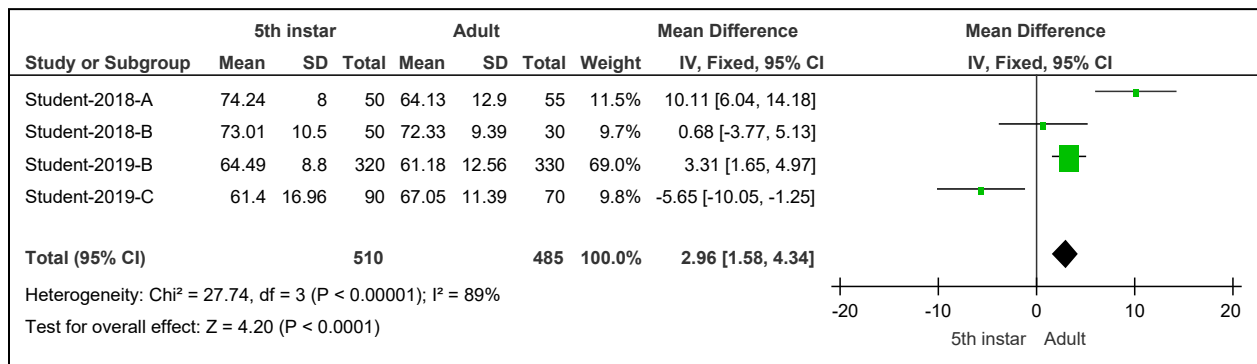 5th instar Adult Mean Difference Mean Difference
Study or Subgroup Mean SD Total Mean SD Total Weight IV, Fixed, 95% CI IV, Fixed, 95% CI
Student-2018-A 74.24 8 50 64.13 12.9 55 11.5% 10.11 [6.04, 14.18]
Student-2018-B 73.01 10.5 50 72.33 9.39 30 9.7% 0.68 [-3.77, 5.13]
Student-2019-B 64.49 8.8 320 61.18 12.56 330 69.0% 3.31 [1.65, 4.97]
Student-2019-C 61.4 16.96 90 67.05 11.39 70 9.8% -5.65 [-10.05, -1.25]
Total (95% CI) 510 485 100.0% 2.96 [1.58, 4.34]
Heterogeneity: Chi² = 27.74, df = 3 (P < 0.00001); I² = 89%
Test for overall effect: Z = 4.20 (P < 0.0001)
-20 -10 0 10 20
5th instar Adult